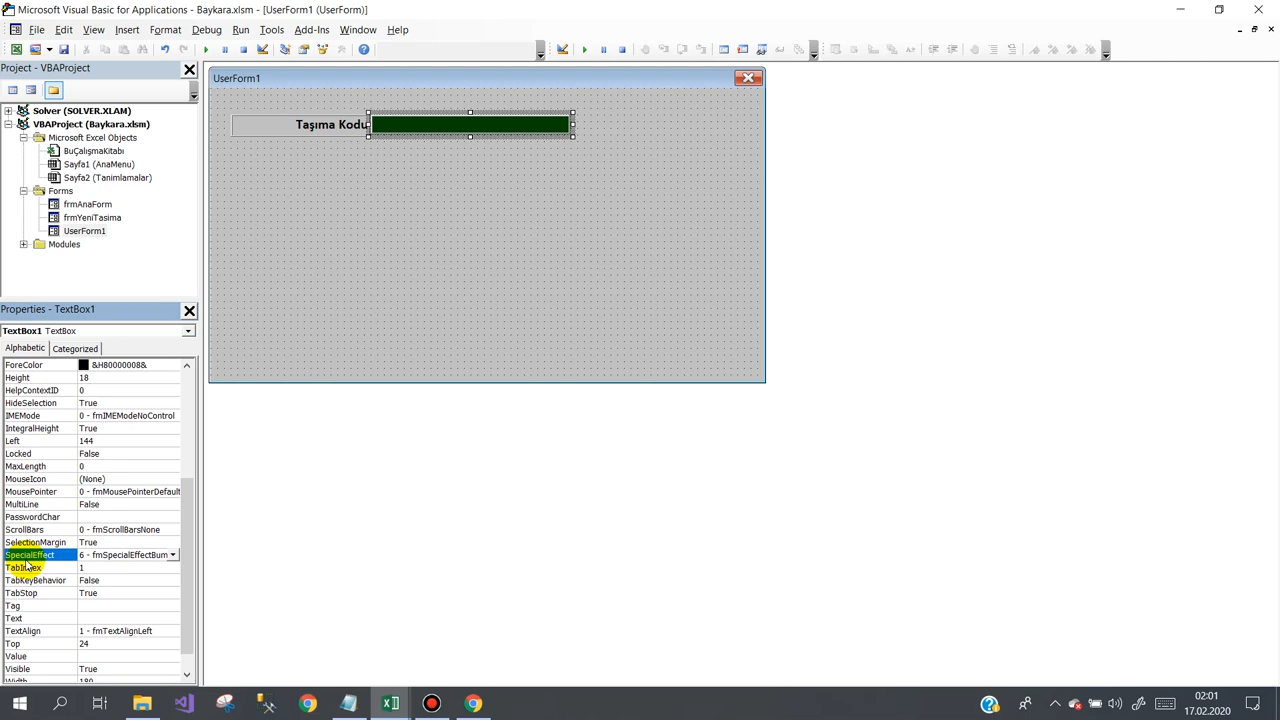 Microsoft Visual Basic for Applications - Baykara.xlsm - [UserForm1 (UserForm)]
File Edit View Insert Format Debug Run Tools Add-Ins Window Help
Project - VBAProject
Solver (SOLVER.XLAM)
VBAProject (Baykara.xlsm)
Microsoft Excel Objects
BuÇalışmaKitabı
Sayfa1 (AnaMenu)
Sayfa2 (Tanimlamalar)
Forms
frmAnaForm
frmYeniTasima
UserForm1
Modules
UserForm1
Taşıma Kodu
Properties - TextBox1
TextBox1 TextBox
Alphabetic Categorized
ForeColor &H80000008&
Height 18
HelpContextID 0
HideSelection True
IMEMode 0 - fmIMEModeNoControl
IntegralHeight True
Left 144
Locked False
MaxLength 0
MouseIcon (None)
MousePointer 0 - fmMousePointerDefault
MultiLine False
PasswordChar
ScrollBars 0 - fmScrollBarsNone
SelectionMargin True
SpecialEffect 6 - fmSpecialEffectBum
TabIndex 1
TabKeyBehavior False
TabStop True
Tag
Text
TextAlign 1 - fmTextAlignLeft
Top 24
Value
Visible True
Width 180
02:01
17.02.2020